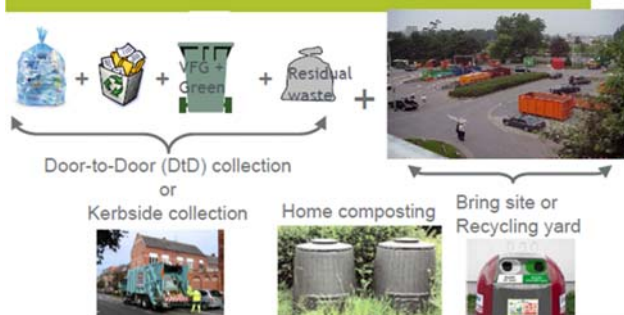 VFG +
Green
Residual
waste
Door-to-Door (DtD) collection
or
Kerbside collection
Home composting
Bring site or
Recycling yard